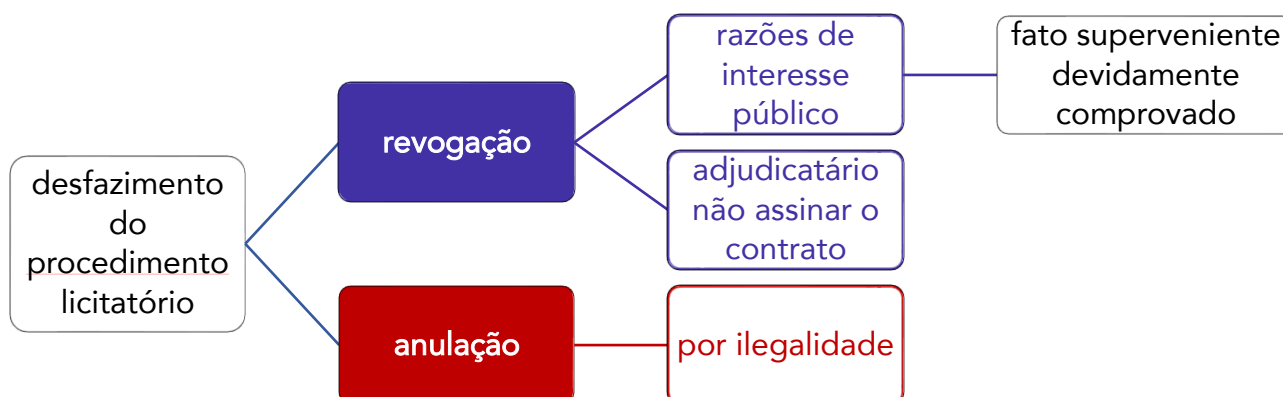 desfazimento
do
procedimento
licitatório
revogação
razões de
interesse
público
fato superveniente
devidamente
comprovado
adjudicatário
não assinar o
contrato
anulação
por ilegalidade